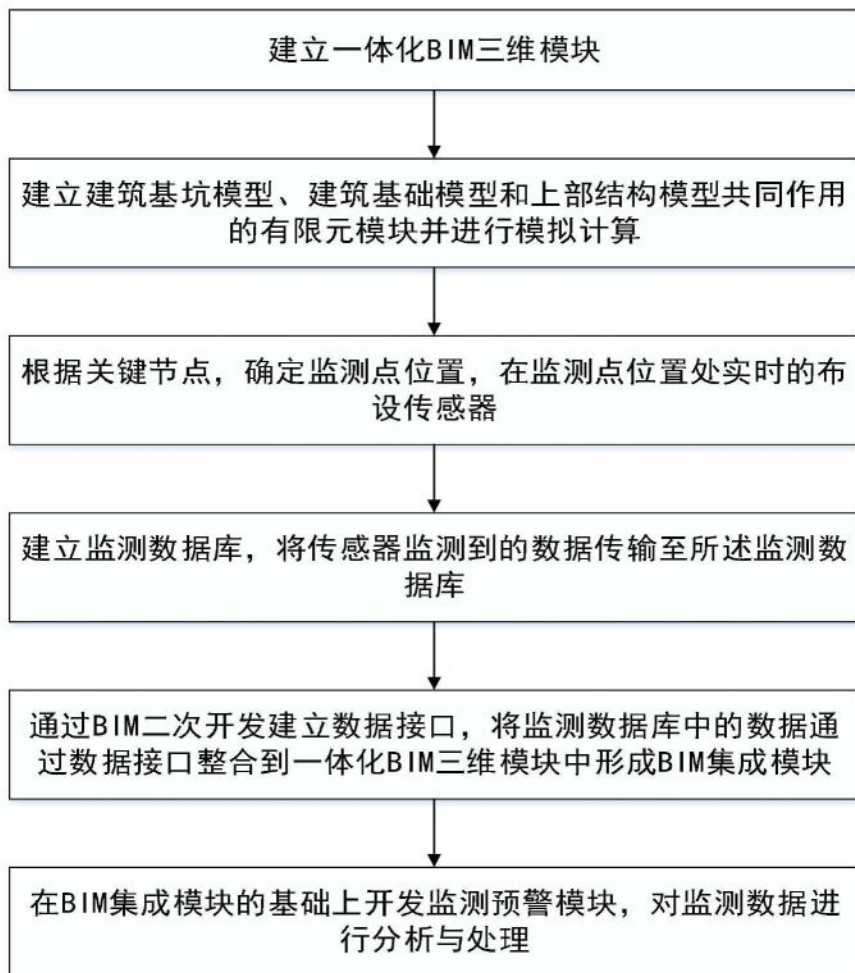 建立一体化BIM三维模块
建立建筑基坑模型、建筑基础模型和上部结构模型共同作用
的有限元模块并进行模拟计算
根据关键节点，确定监测点位置，在监测点位置处实时的布
设传感器
建立监测数据库，将传感器监测到的数据传输至所述监测数
据库
通过BIM二次开发建立数据接口，将监测数据库中的数据通
过数据接口整合到一体化BIM三维模块中形成BIM集成模块
在BIM集成模块的基础上开发监测预警模块，对监测数据进
行分析与处理